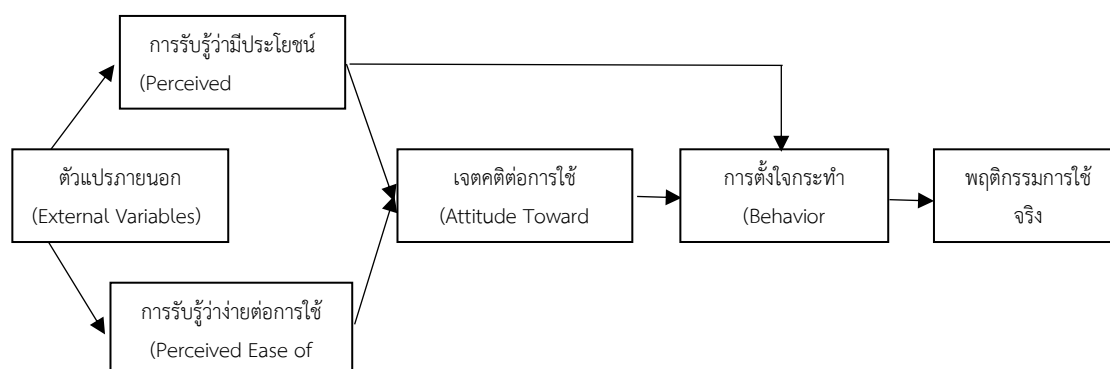 การรับรู้ว่ามีประโยชน์
(Perceived
ตัวแปรภายนอก
(External Variables)
เจตคติต่อการใช้
(Attitude Toward
การตั้งใจกระทำ
(Behavior
พฤติกรรมการใช้
จริง
การรับรู้ว่าง่ายต่อการใช้
(Perceived Ease of